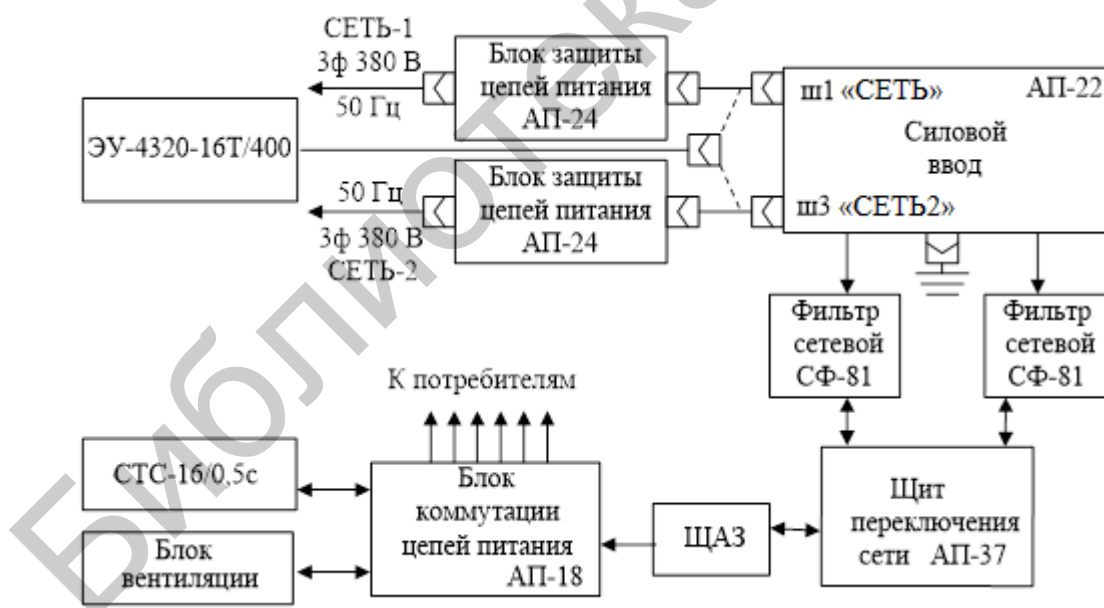 СЕТЬ-1
3ф 380 В
50 Гц
Блок защиты
цепей питания
АП-24
ш1 «СЕТЬ»
АП-22
Силовой
ввод
ш3 «СЕТЬ2»
ЭУ-4320-16Т/400
50 Гц
3ф 380 В
СЕТЬ-2
Блок защиты
цепей питания
АП-24
Фильтр
сетевой
СФ-81
Фильтр
сетевой
СФ-81
К потребителям
СТС-16/0,5с
Блок
вентиляции
Блок
коммутации
цепей питания
АП-18
ЩАЗ
Щит
переключения
сети АП-37
Библиотека